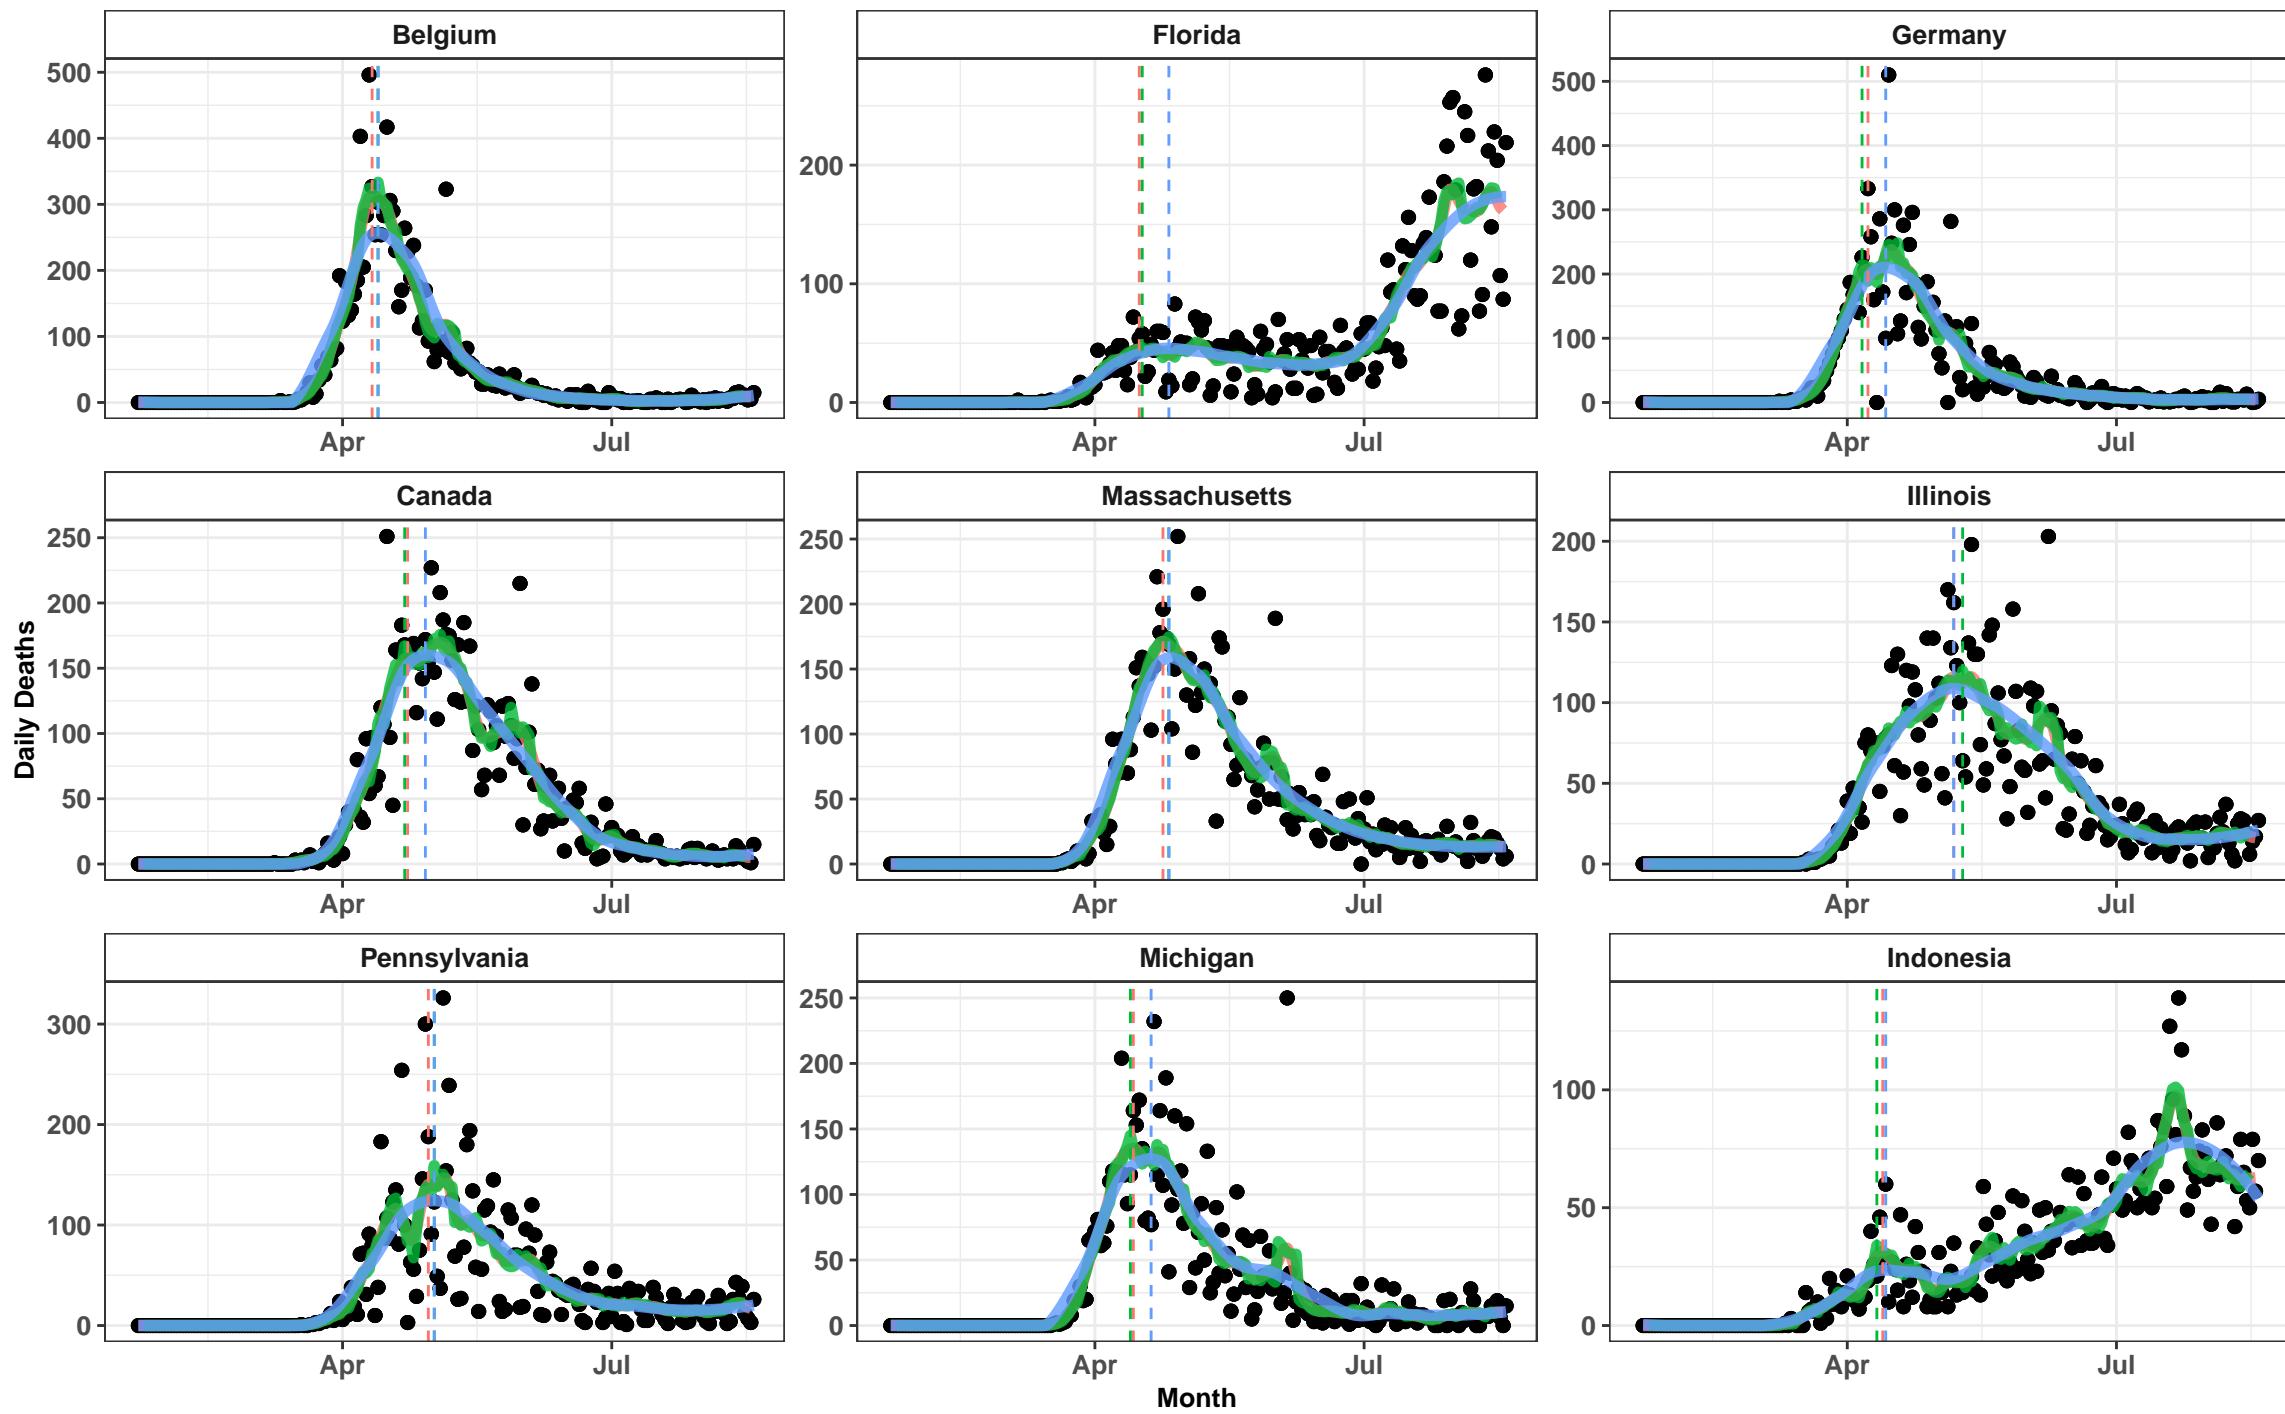 Belgium
Florida
Germany
500
400
300
200
100
0
200
100
0
500
400
300
200
100
0
Apr
Jul
Apr
Jul
Apr
Jul
Canada
Massachusetts
Illinois
250
200
150
100
50
0
250
200
150
100
50
0
200
150
100
50
0
Apr
Jul
Apr
Jul
Apr
Jul
Daily Deaths
Pennsylvania
Michigan
Indonesia
300
200
100
0
250
200
150
100
50
0
100
50
0
Apr
Jul
Apr
Jul
Apr
Jul
Month